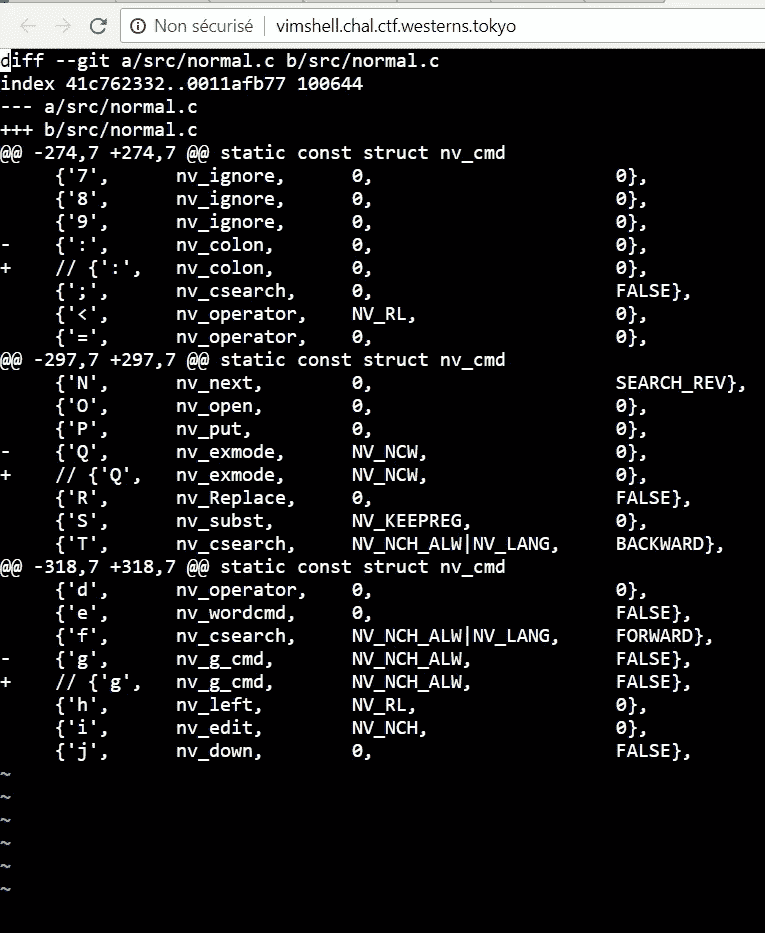 Non sécurisé | vimshell.chal.ctf.westerns.tokyo
diff --git a/src/normal.c b/src/normal.c
index 41c762332..0011afb77 100644
--- a/src/normal.c
+++ b/src/normal.c
@@ -274,7 +274,7 @@ static const struct nv_cmd
     {'7',      nv_ignore,      0,                      0},
     {'8',      nv_ignore,      0,                      0},
     {'9',      nv_ignore,      0,                      0},
-    {':',      nv_colon,       0,                      0},
+    // {':',   nv_colon,       0,                      0},
     {';',      nv_csearch,     0,                      FALSE},
     {'<',      nv_operator,    NV_RL,                  0},
     {'=',      nv_operator,    0,                      0},
@@ -297,7 +297,7 @@ static const struct nv_cmd
     {'N',      nv_next,        0,                      SEARCH_REV},
     {'O',      nv_open,        0,                      0},
     {'P',      nv_put,         0,                      0},
-    {'Q',      nv_exmode,      NV_NCW,                 0},
+    // {'Q',   nv_exmode,      NV_NCW,                 0},
     {'R',      nv_Replace,     0,                      FALSE},
     {'S',      nv_subst,       NV_KEEPREG,             0},
     {'T',      nv_csearch,     NV_NCH_ALW|NV_LANG,     BACKWARD},
@@ -318,7 +318,7 @@ static const struct nv_cmd
     {'d',      nv_operator,    0,                      0},
     {'e',      nv_wordcmd,     0,                      FALSE},
     {'f',      nv_csearch,     NV_NCH_ALW|NV_LANG,     FORWARD},
-    {'g',      nv_g_cmd,       NV_NCH_ALW,             FALSE},
+    // {'g',   nv_g_cmd,       NV_NCH_ALW,             FALSE},
     {'h',      nv_left,        NV_RL,                  0},
     {'i',      nv_edit,        NV_NCH,                 0},
     {'j',      nv_down,        0,                      FALSE},
~
~
~
~
~
~